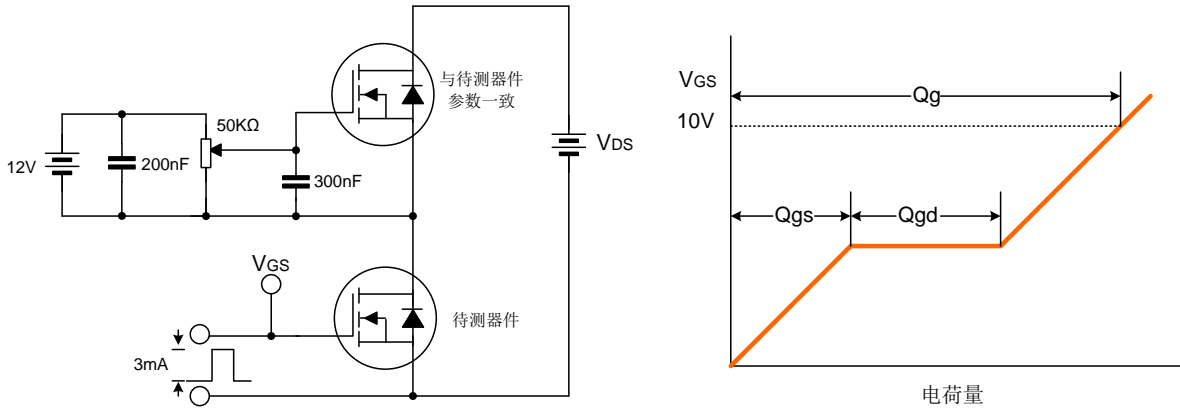 与待测器件
参数一致
50KΩ
12V
200nF
300nF
VDS
VGS
待测器件
3mA
VGS
10V
Qg
Qgs
Qgd
电荷量